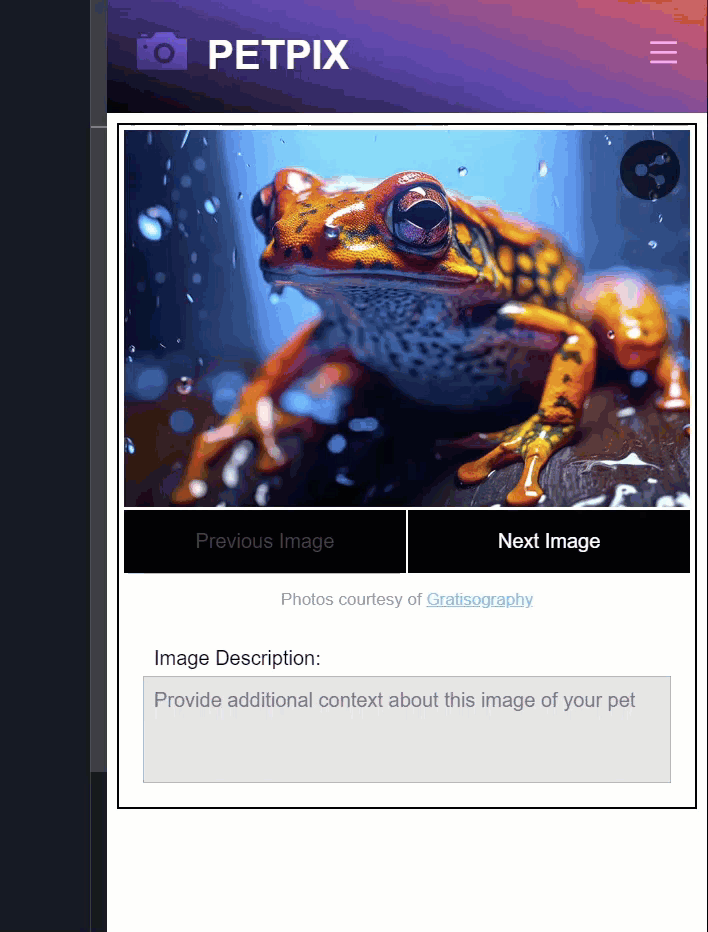 PETPIX
Previous Image
Next Image
Photos courtesy of Gratisography
Image Description:
Provide additional context about this image of your pet